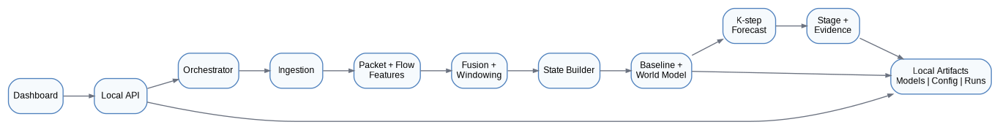 Dashboard
Local API
Orchestrator
Ingestion
Packet + Flow
Features
Fusion +
Windowing
State Builder
Baseline +
World Model
K-step
Forecast
Stage +
Evidence
Local Artifacts
Models | Config | Runs